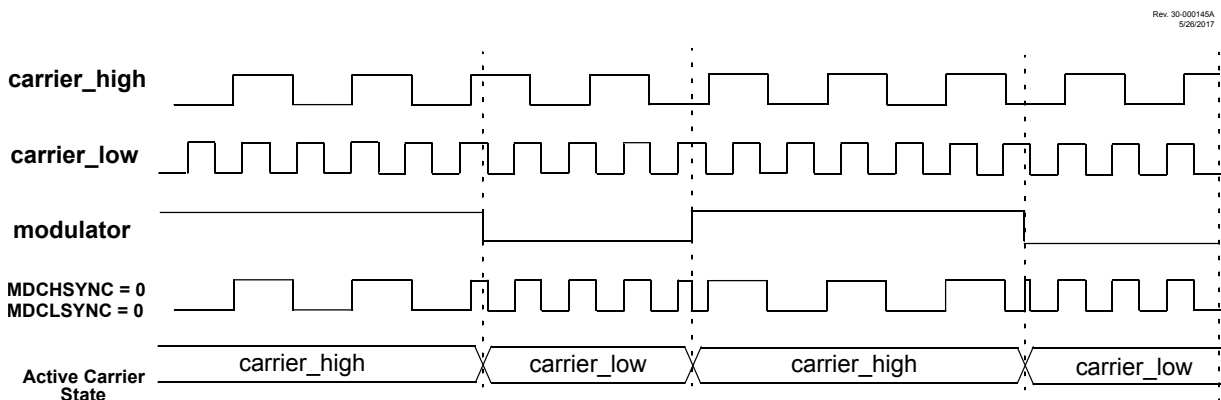 Rev. 30-000145A
5/26/2017
carrier_high
carrier_low
modulator
MDCHSYNC = 0
MDCLSYNC = 0
carrier_high
carrier_low
carrier_high
carrier_low
Active Carrier
State